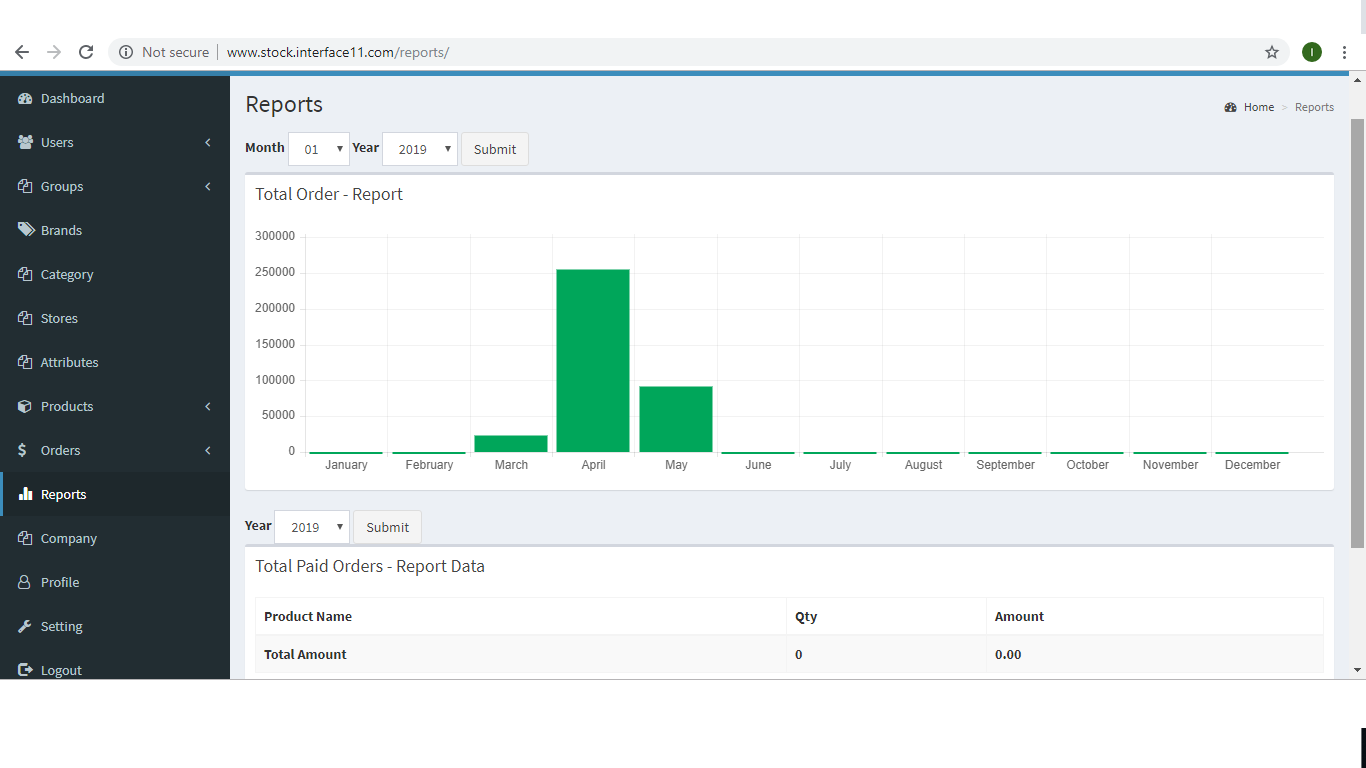 Not secure www.stock.interface11.com/reports/
I
Dashboard
Users
Groups
Brands
Category
Stores
Attributes
Products
$ Orders
Reports
Company
Profile
Setting
Logout
Reports
Home > Reports
Month 01 Year 2019 Submit
Total Order - Report
300000
250000
200000
150000
100000
50000
0
January February March April May June July August September October November December
Year 2019 Submit
Total Paid Orders - Report Data
Product Name Qty Amount
Total Amount 0 0.00